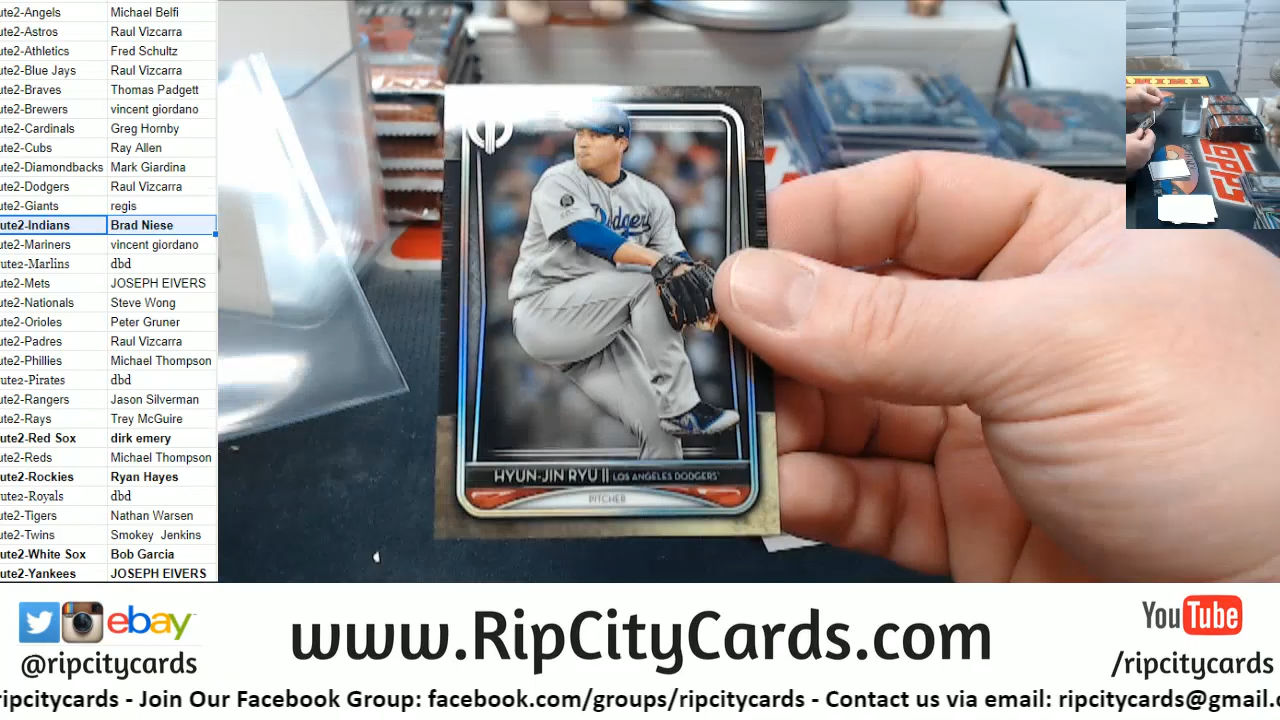 ute2-Angels Michael Belfi
ute2-Astros Raul Vizcarra
ute2-Athletics Fred Schultz
ute2-Blue Jays Raul Vizcarra
ute2-Braves Thomas Padgett
ute2-Brewers vincent giordano
ute2-Cardinals Greg Hornby
ute2-Cubs Ray Allen
ute2-Diamondbacks Mark Giardina
ute2-Dodgers Raul Vizcarra
ute2-Giants regis
ute2-Indians Brad Niese
ute2-Mariners vincent giordano
ute2-Marlins dbd
ute2-Mets JOSEPH EIVERS
ute2-Nationals Steve Wong
ute2-Orioles Peter Gruner
ute2-Padres Raul Vizcarra
ute2-Phillies Michael Thompson
ute2-Pirates dbd
ute2-Rangers Jason Silverman
ute2-Rays Trey McGuire
ute2-Red Sox dirk emery
ute2-Reds Michael Thompson
ute2-Rockies Ryan Hayes
ute2-Royals dbd
ute2-Tigers Nathan Warsen
ute2-Twins Smokey Jenkins
ute2-White Sox Bob Garcia
ute2-Yankees JOSEPH EIVERS
Dodgers
HYUN-JIN RYU || LOS ANGELES DODGERS
PITCHER
PANINI
Topps
ebay
@ripcitycards
www.RipCityCards.com
YouTube
/ripcitycards
ripcitycards - Join Our Facebook Group: facebook.com/groups/ripcitycards - Contact us via email: ripcitycards@gmail.c